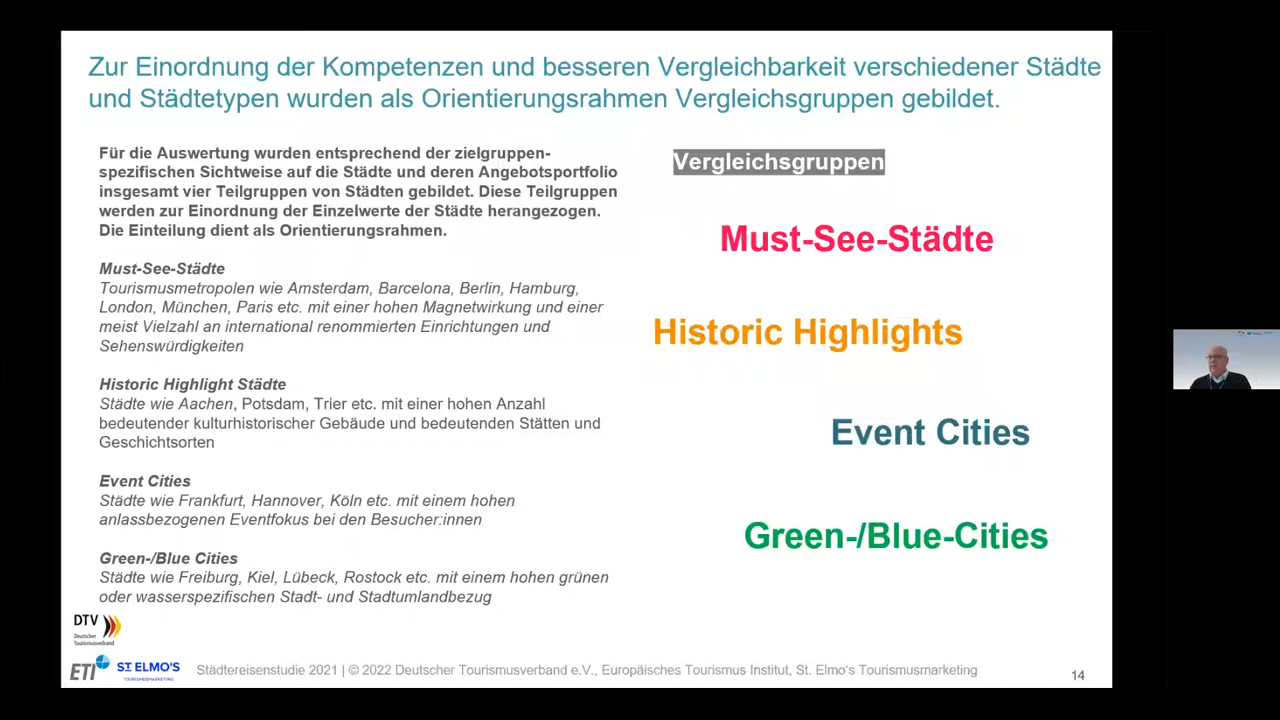 Zur Einordnung der Kompetenzen und besseren Vergleichbarkeit verschiedener Städte
und Städtetypen wurden als Orientierungsrahmen Vergleichsgruppen gebildet.
Für die Auswertung wurden entsprechend der zielgruppen-
spezifischen Sichtweise auf die Städte und deren Angebotsportfolio
insgesamt vier Teilgruppen von Städten gebildet. Diese Teilgruppen
werden zur Einordnung der Einzelwerte der Städte herangezogen.
Die Einteilung dient als Orientierungsrahmen.
Must-See-Städte
Tourismusmetropolen wie Amsterdam, Barcelona, Berlin, Hamburg,
London, München, Paris etc. mit einer hohen Magnetwirkung und einer
meist Vielzahl an international renommierten Einrichtungen und
Sehenswürdigkeiten
Historic Highlight Städte
Städte wie Aachen, Potsdam, Trier etc. mit einer hohen Anzahl
bedeutender kulturhistorischer Gebäude und bedeutenden Stätten und
Geschichtsorten
Event Cities
Städte wie Frankfurt, Hannover, Köln etc. mit einem hohen
anlassbezogenen Eventfokus bei den Besucher:innen
Green-/Blue Cities
Städte wie Freiburg, Kiel, Lübeck, Rostock etc. mit einem hohen grünen
oder wasserspezifischen Stadt- und Stadtumlandbezug
Vergleichsgruppen
Must-See-Städte
Historic Highlights
Event Cities
Green-/Blue-Cities
DTV
Deutscher
Tourismusverband
ETI
ST ELMO'S
TOURISMUSMARKETING
Städtereisenstudie 2021 | © 2022 Deutscher Tourismusverband e.V., Europäisches Tourismus Institut, St. Elmo's Tourismusmarketing
14